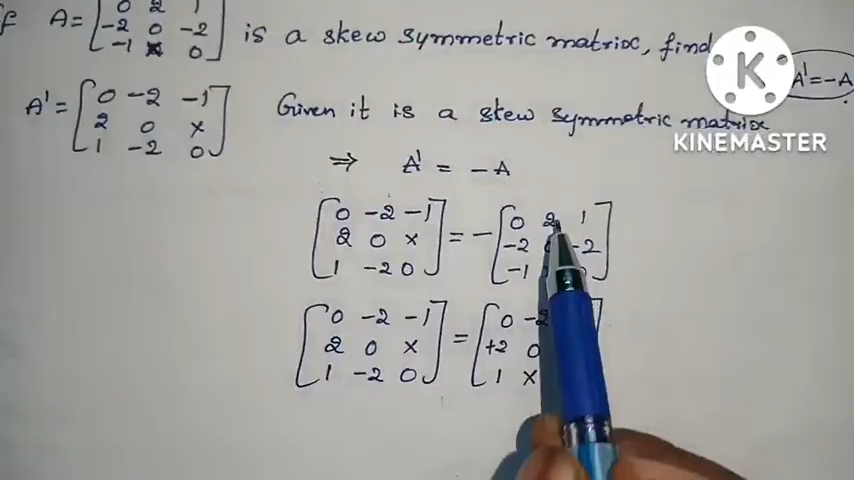 If A = [ 0 2 1
-2 0 -2 is a skew symmetric matrix, find
-1 x 0 ]
K
KINEMASTER
A' = -A
A' = [ 0 -2 -1
2 0 x
1 -2 0 ]
Given it is a skew symmetric matrix
⇒ A' = -A
[ 0 -2 -1 ] [ 0 2 1 ]
[ 2 0 x ] = - [ -2 -2 ]
[ 1 -2 0 ] [ -1 ]
[ 0 -2 -1 ] [ 0 -2
[ 2 0 x ] = [ +2 0
[ 1 -2 0 ] [ 1 x